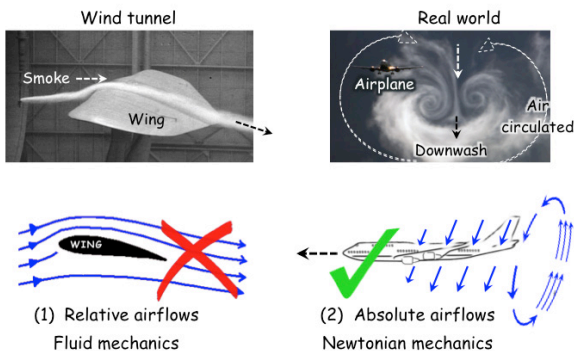 Wind tunnel
Real world
Smoke
Wing
Airplane
Air
circulated
Downwash
WING
(1) Relative airflows
Fluid mechanics
(2) Absolute airflows
Newtonian mechanics